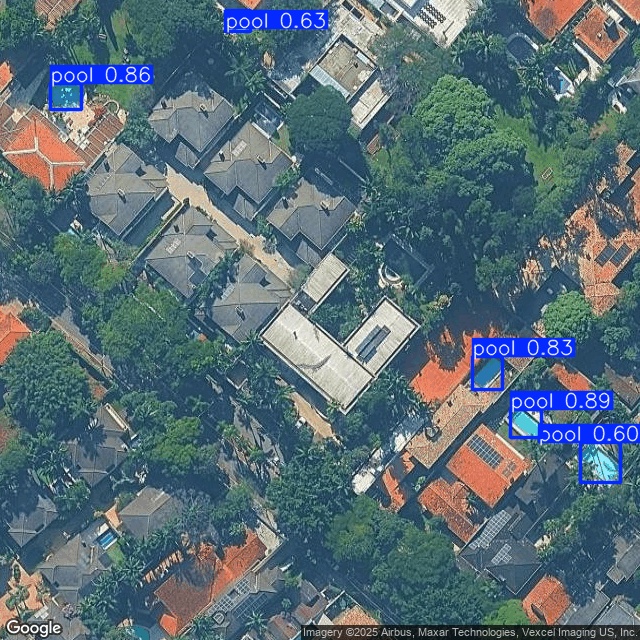 pool 0.63
pool 0.86
pool 0.83
pool 0.89
pool 0.60
Google
Imagery ©2025 Airbus, Maxar Technologies, Vexcel Imaging US, Inc.